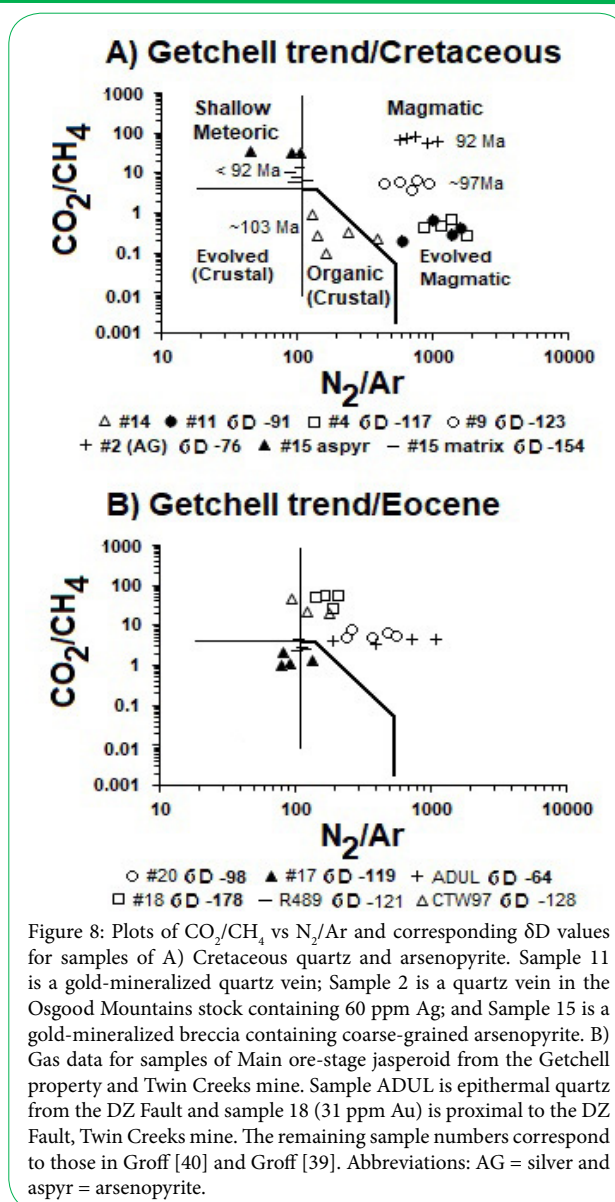 A) Getchell trend/Cretaceous
1000
100
10
1
0.1
0.01
0.001
CO₂/CH₄
Shallow
Meteoric
Magmatic
92 Ma
< 92 Ma
~97Ma
~103 Ma
Evolved
(Crustal)
Organic
(Crustal)
Evolved
Magmatic
10 100 1000 10000
N₂/Ar
△ #14 ● #11 δD -91 □ #4 δD -117 ○ #9 δD -123
+ #2 (AG) δD -76 ▲ #15 aspyr – #15 matrix δD -154
B) Getchell trend/Eocene
1000
100
10
1
0.1
0.01
0.001
CO₂/CH₄
10 100 1000 10000
N₂/Ar
○ #20 δD -98 ▲ #17 δD -119 + ADUL δD -64
□ #18 δD -178 – R489 δD -121 △ CTW97 δD -128
Figure 8: Plots of CO₂/CH₄ vs N₂/Ar and corresponding δD values
for samples of A) Cretaceous quartz and arsenopyrite. Sample 11
is a gold-mineralized quartz vein; Sample 2 is a quartz vein in the
Osgood Mountains stock containing 60 ppm Ag; and Sample 15 is a
gold-mineralized breccia containing coarse-grained arsenopyrite. B)
Gas data for samples of Main ore-stage jasperoid from the Getchell
property and Twin Creeks mine. Sample ADUL is epithermal quartz
from the DZ Fault and sample 18 (31 ppm Au) is proximal to the DZ
Fault, Twin Creeks mine. The remaining sample numbers correspond
to those in Groff [40] and Groff [39]. Abbreviations: AG = silver and
aspyr = arsenopyrite.